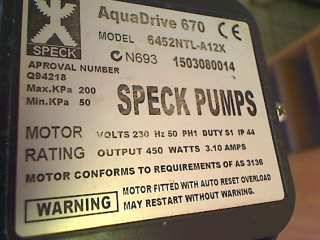 AquaDrive 670
SPECK
MODEL 6452NTL-A12X
N693 1503080014
APROVAL NUMBER
Q94218
Max.KPa 200
Min.KPa 50
SPECK PUMPS
MOTOR VOLTS 230 Hz 50 PH1 DUTY S1 IP 44
RATING OUTPUT 450 WATTS 3.10 AMPS
MOTOR CONFORMS TO REQUIREMENTS OF AS 3136
WARNING MOTOR FITTED WITH AUTO RESET OVERLOAD
MAY RESTART WITHOUT WARNING.